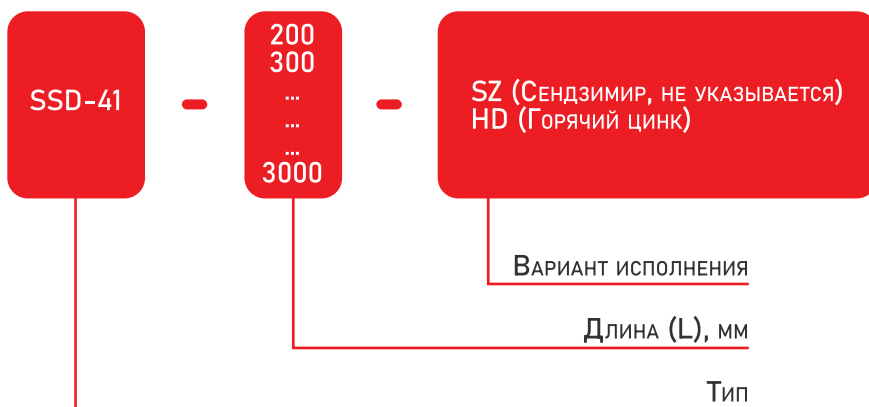 SSD-41
-
200
300
...
...
...
3000
-
SZ (Сендзимир, не указывается)
HD (Горячий цинк)
Вариант исполнения
Длина (L), мм
Тип